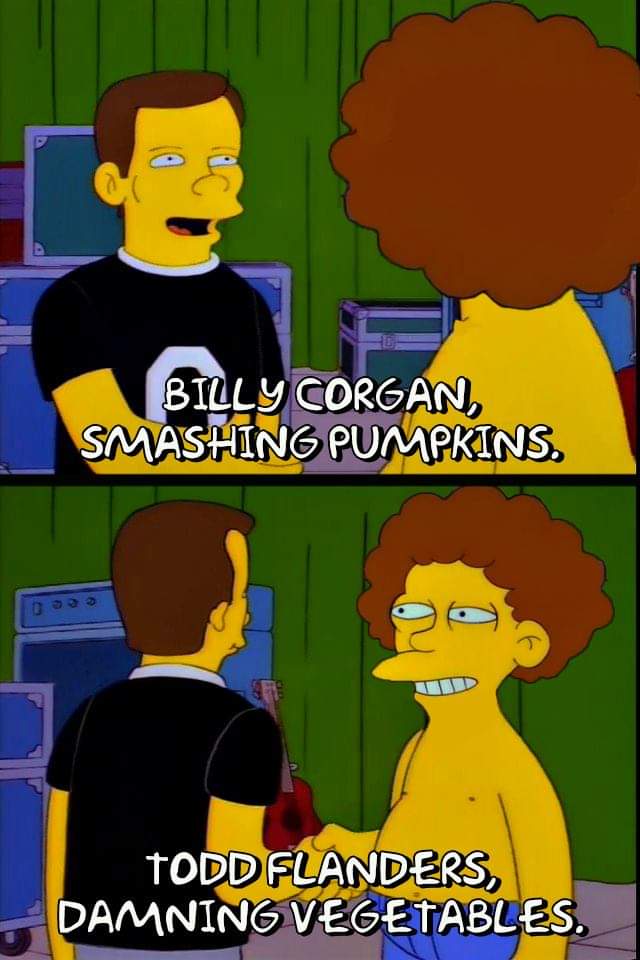 BILLY CORGAN,
SMASHING PUMPKINS.
TODD FLANDERS,
DAMNING VEGETABLES.